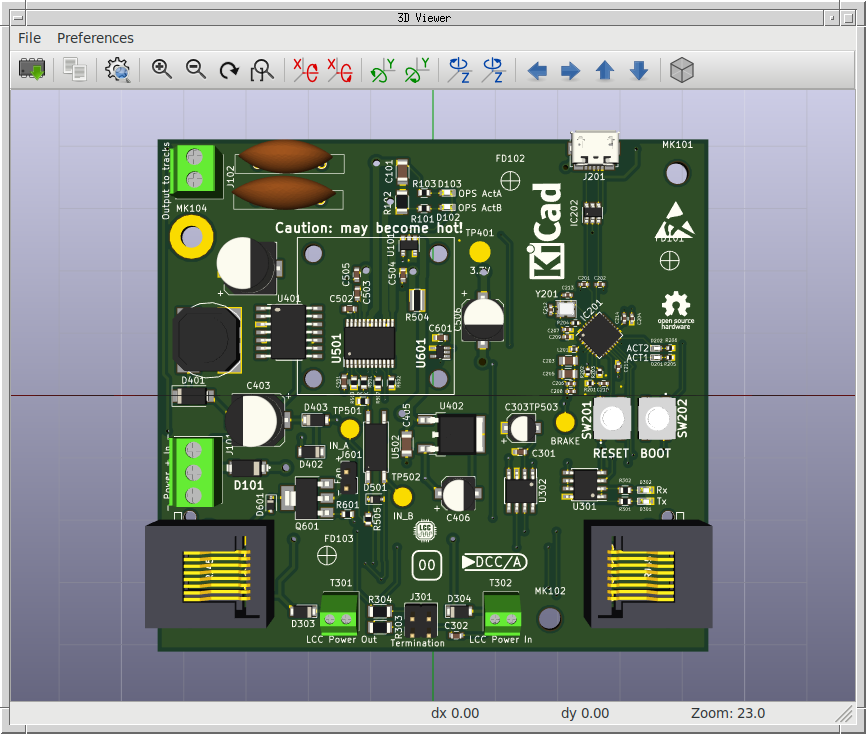 3D Viewer
File Preferences
MK101
FD102
J201
Output to tracks
J102
C101
R103 D103
OPS ActA
R102
OPS ActB
R101 D102
IC202
KiCad
MK104
Caution: may become hot!
TP401
U101
FD101
3.3V
C505
C504
C503
C502
U401
R504
C506
Y201
IC201
open source
hardware
U501
U601
C601
ACT2
ACT1
D401
C403
D403
TP501
C405
U402
C303
TP503
SW201
SW202
IN_A
BRAKE
RESET
BOOT
Power + In -
D402
J601
U502
C301
D101
D501
TP502
U302
U301
Rx
Tx
D601
Q601
R601
R505
IN_B
C406
LCC
FD103
00
DCC/A
T301
R304
J301
D304
T302
MK102
D303
R303
C302
LCC Power Out
Termination
LCC Power In
dx 0.00
dy 0.00
Zoom: 23.0